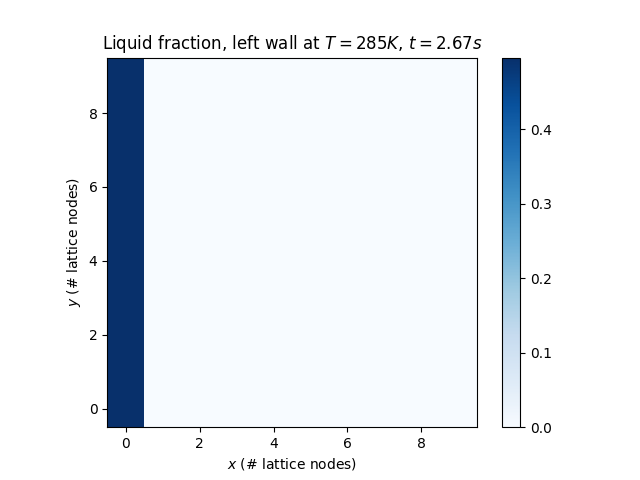 Liquid fraction, left wall at T = 285K, t = 2.67s
8
6
4
2
0
y (# lattice nodes)
0 2 4 6 8
x (# lattice nodes)
0.4
0.3
0.2
0.1
0.0